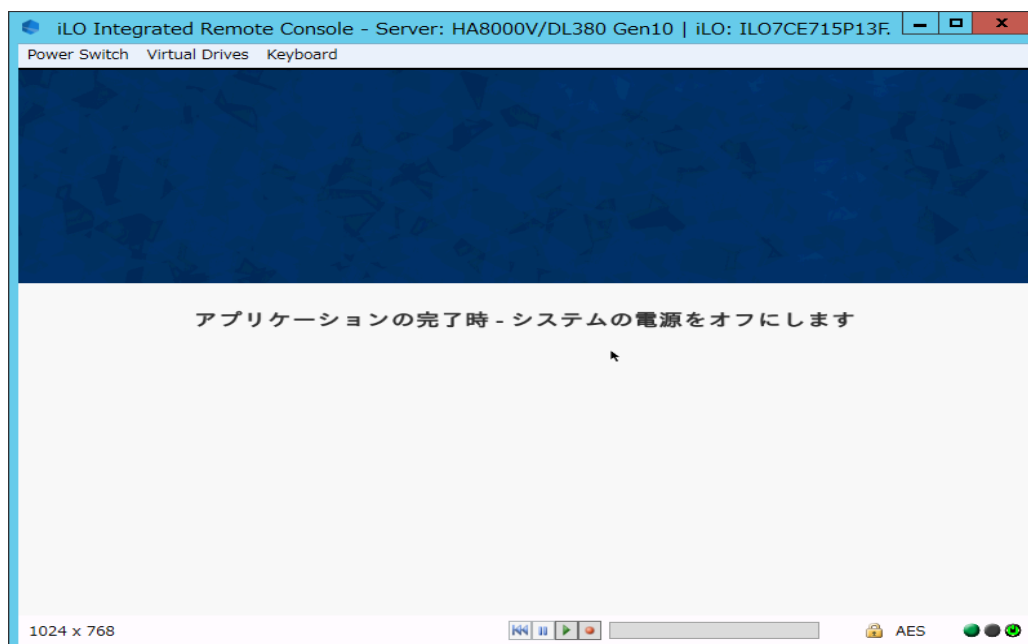 iLO Integrated Remote Console - Server: HA8000V/DL380 Gen10 | iLO: ILO7CE715P13F.
Power Switch Virtual Drives Keyboard
アプリケーションの完了時 - システムの電源をオフにします
1024 x 768
AES